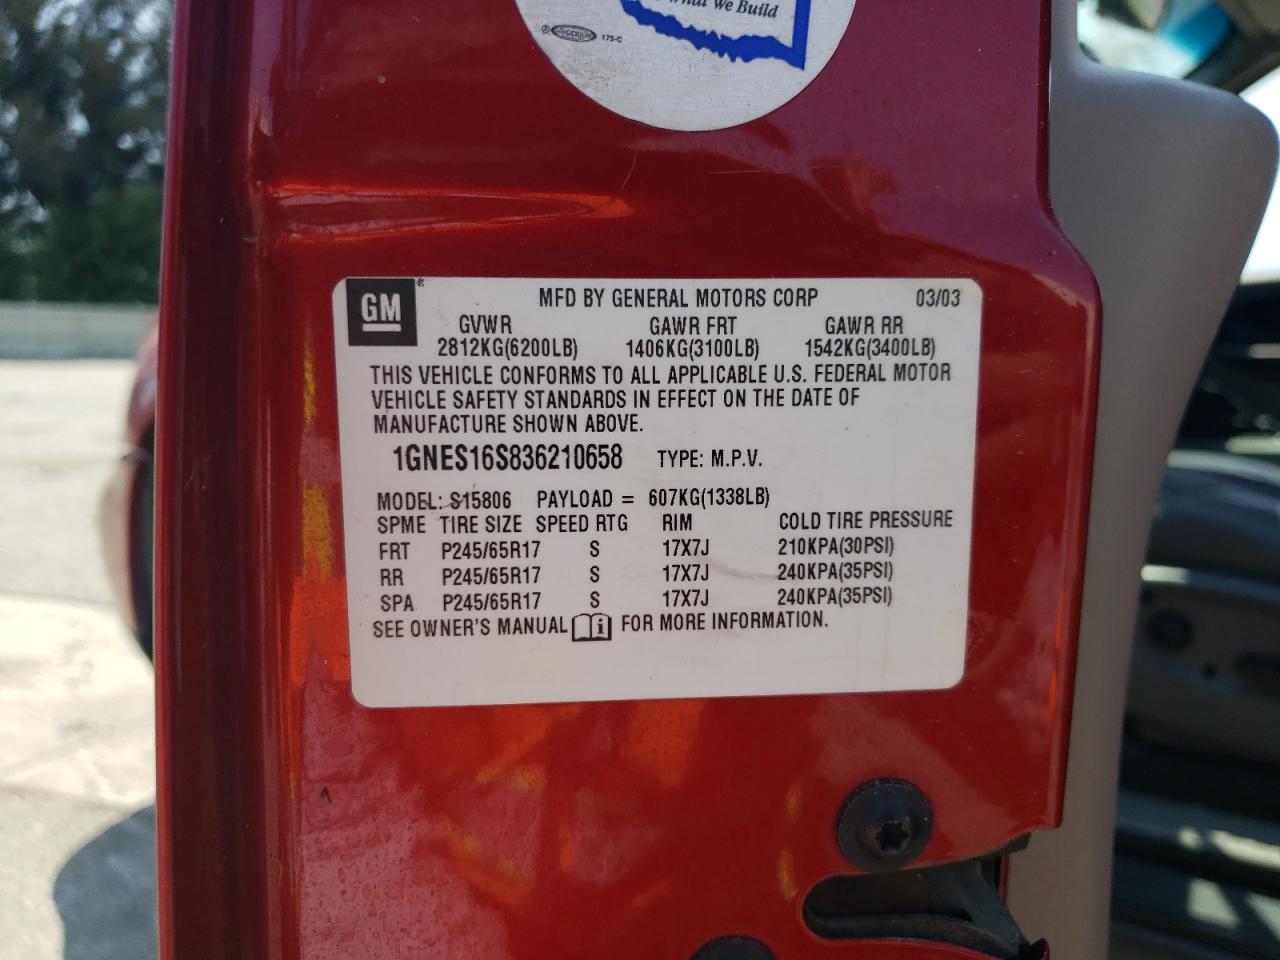 What We Build
175-C
GM ®
MFD BY GENERAL MOTORS CORP 03/03
GVWR GAWR FRT GAWR RR
2812KG(6200LB) 1406KG(3100LB) 1542KG(3400LB)
THIS VEHICLE CONFORMS TO ALL APPLICABLE U.S. FEDERAL MOTOR
VEHICLE SAFETY STANDARDS IN EFFECT ON THE DATE OF
MANUFACTURE SHOWN ABOVE.
1GNES16S836210658 TYPE: M.P.V.
MODEL: S15806 PAYLOAD = 607KG(1338LB)
SPME TIRE SIZE SPEED RTG RIM COLD TIRE PRESSURE
FRT P245/65R17 S 17X7J 210KPA(30PSI)
RR P245/65R17 S 17X7J 240KPA(35PSI)
SPA P245/65R17 S 17X7J 240KPA(35PSI)
SEE OWNER'S MANUAL i FOR MORE INFORMATION.